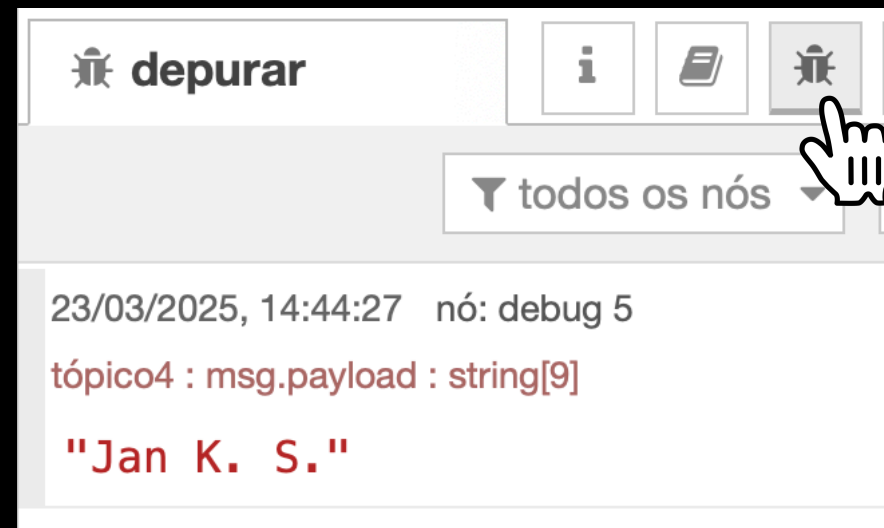 depurar
todos os nós
23/03/2025, 14:44:27 nó: debug 5
tópico4 : msg.payload : string[9]
"Jan K. S."